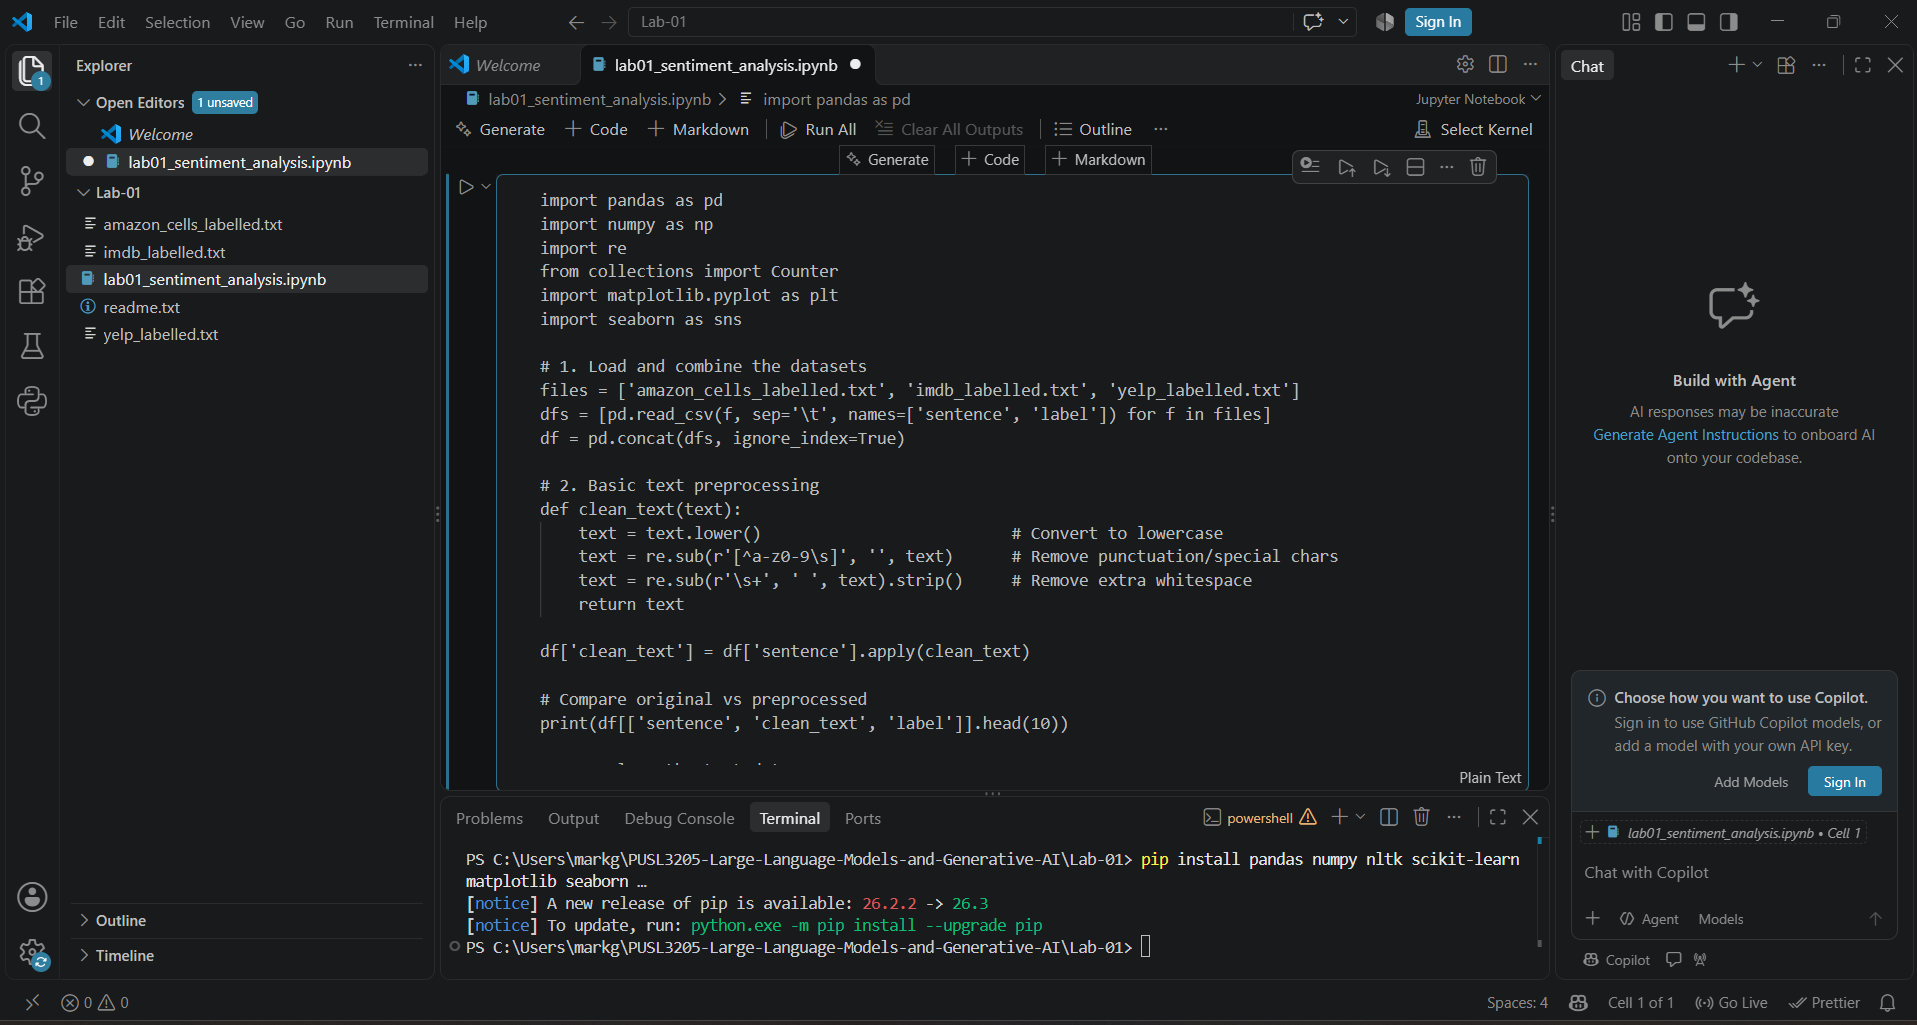 File Edit Selection View Go Run Terminal Help
Lab-01
Sign In
Explorer
Open Editors 1 unsaved
Welcome
lab01_sentiment_analysis.ipynb
Lab-01
amazon_cells_labelled.txt
imdb_labelled.txt
lab01_sentiment_analysis.ipynb
readme.txt
yelp_labelled.txt
Outline
Timeline
1
Welcome
lab01_sentiment_analysis.ipynb
lab01_sentiment_analysis.ipynb > import pandas as pd
Jupyter Notebook
Generate + Code + Markdown Run All Clear All Outputs Outline ... Select Kernel
Generate + Code + Markdown
import pandas as pd
import numpy as np
import re
from collections import Counter
import matplotlib.pyplot as plt
import seaborn as sns
# 1. Load and combine the datasets
files = ['amazon_cells_labelled.txt', 'imdb_labelled.txt', 'yelp_labelled.txt']
dfs = [pd.read_csv(f, sep='\t', names=['sentence', 'label']) for f in files]
df = pd.concat(dfs, ignore_index=True)
# 2. Basic text preprocessing
def clean_text(text):
    text = text.lower()                          # Convert to lowercase
    text = re.sub(r'[^a-z0-9\s]', '', text)      # Remove punctuation/special chars
    text = re.sub(r'\s+', ' ', text).strip()     # Remove extra whitespace
    return text
df['clean_text'] = df['sentence'].apply(clean_text)
# Compare original vs preprocessed
print(df[['sentence', 'clean_text', 'label']].head(10))
Plain Text
Problems Output Debug Console Terminal Ports
powershell
PS C:\Users\markg\PUSL3205-Large-Language-Models-and-Generative-AI\Lab-01> pip install pandas numpy nltk scikit-learn
matplotlib seaborn …
[notice] A new release of pip is available: 26.2.2 -> 26.3
[notice] To update, run: python.exe -m pip install --upgrade pip
PS C:\Users\markg\PUSL3205-Large-Language-Models-and-Generative-AI\Lab-01>
Chat
Build with Agent
AI responses may be inaccurate
Generate Agent Instructions to onboard AI
onto your codebase.
Choose how you want to use Copilot.
Sign in to use GitHub Copilot models, or
add a model with your own API key.
Add Models Sign In
lab01_sentiment_analysis.ipynb • Cell 1
Chat with Copilot
Agent Models
Copilot
0 0
Spaces: 4 Cell 1 of 1 Go Live Prettier